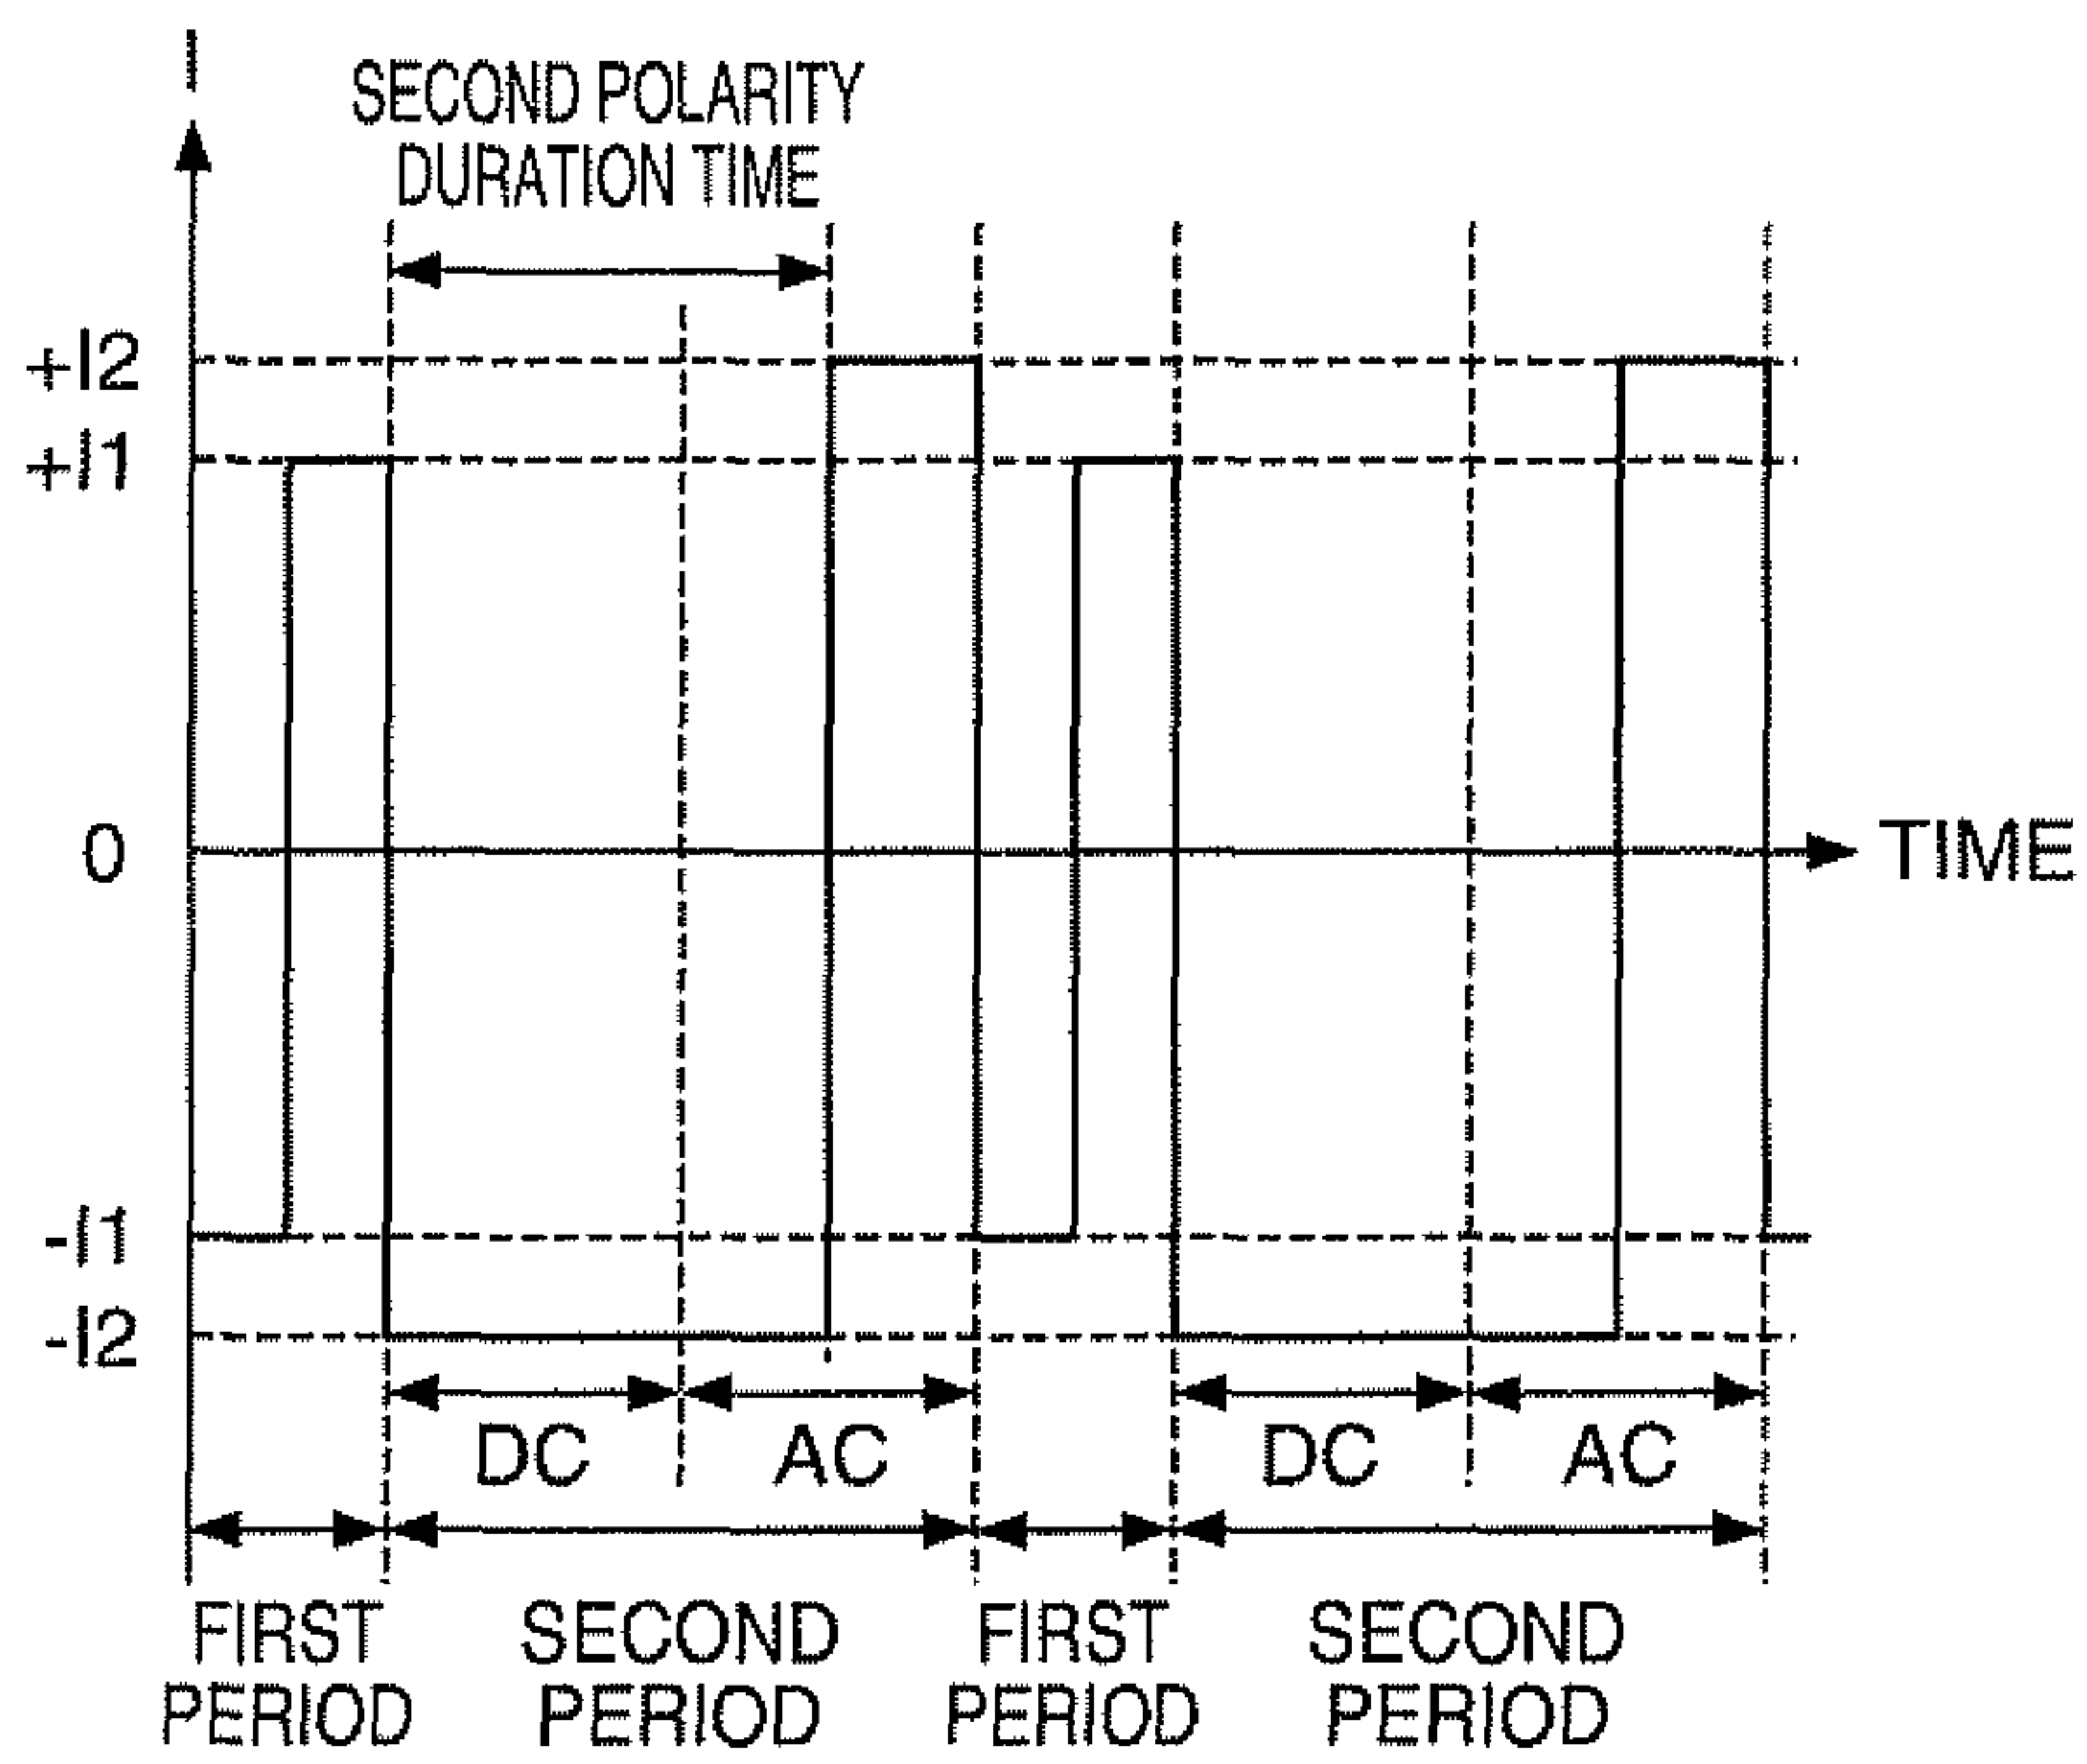 I
SECOND POLARITY
DURATION TIME
+I2
+I1
0
TIME
-I1
-I2
DC
AC
DC
AC
FIRST
PERIOD
SECOND
PERIOD
FIRST
PERIOD
SECOND
PERIOD